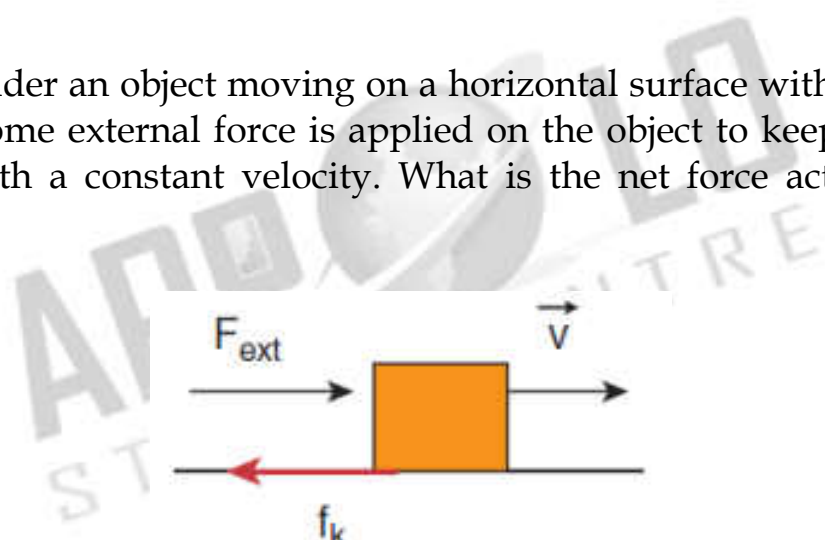 der an object moving on a horizontal surface with
ome external force is applied on the object to keep
th a constant velocity. What is the net force act
F_ext
v
f_k